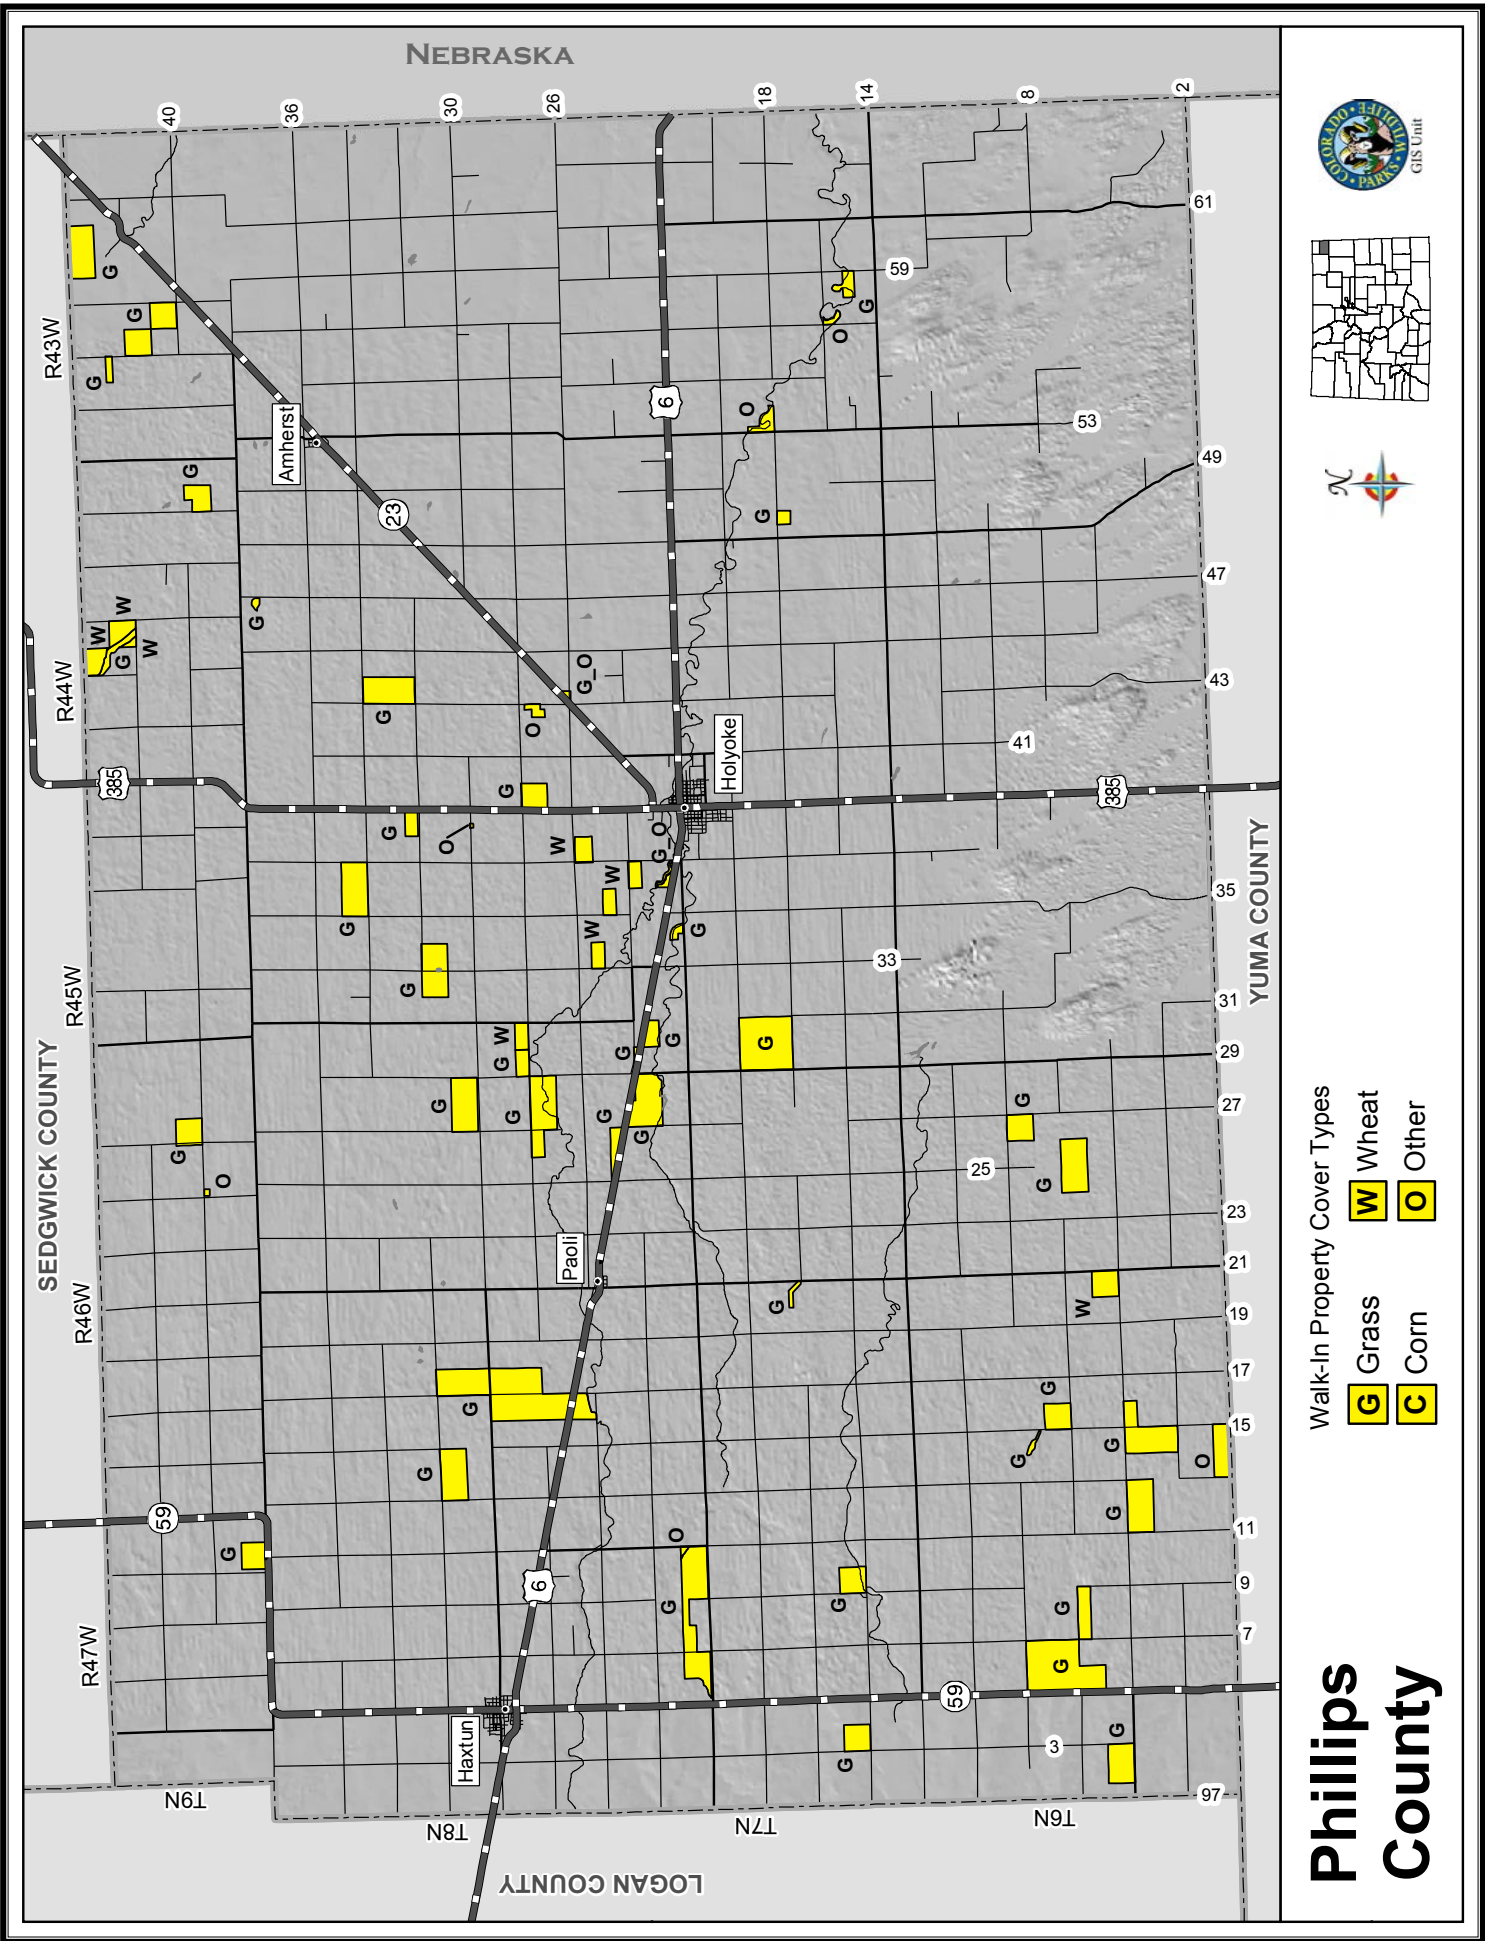 NEBRASKA
SEDGWICK COUNTY
YUMA COUNTY
LOGAN COUNTY
R47W
R46W
R45W
R44W
R43W
T9N
T8N
T7N
T6N
40
36
30
26
18
14
8
2
59
385
G
G
O
G
W
W
G
W
G
G
G
G
Amherst
23
G
G
G
O
G_O
G
G
O
G
W
W
W
G_O
G
G
W
G
G
G
G
G
G
G
Paoli
G
G
6
Haxtun
Holyoke
6
G
O
O
G
59
G
G
G
O
G
G
33
41
25
G
G
W
G
G
G
O
G
G
G
59
3
G
385
53
97
7
9
11
15
17
19
21
23
27
29
31
35
43
47
49
61
Phillips
County
Walk-In Property Cover Types
G Grass
W Wheat
C Corn
O Other
N
COLORADO
PARKS
WILDLIFE
GIS Unit